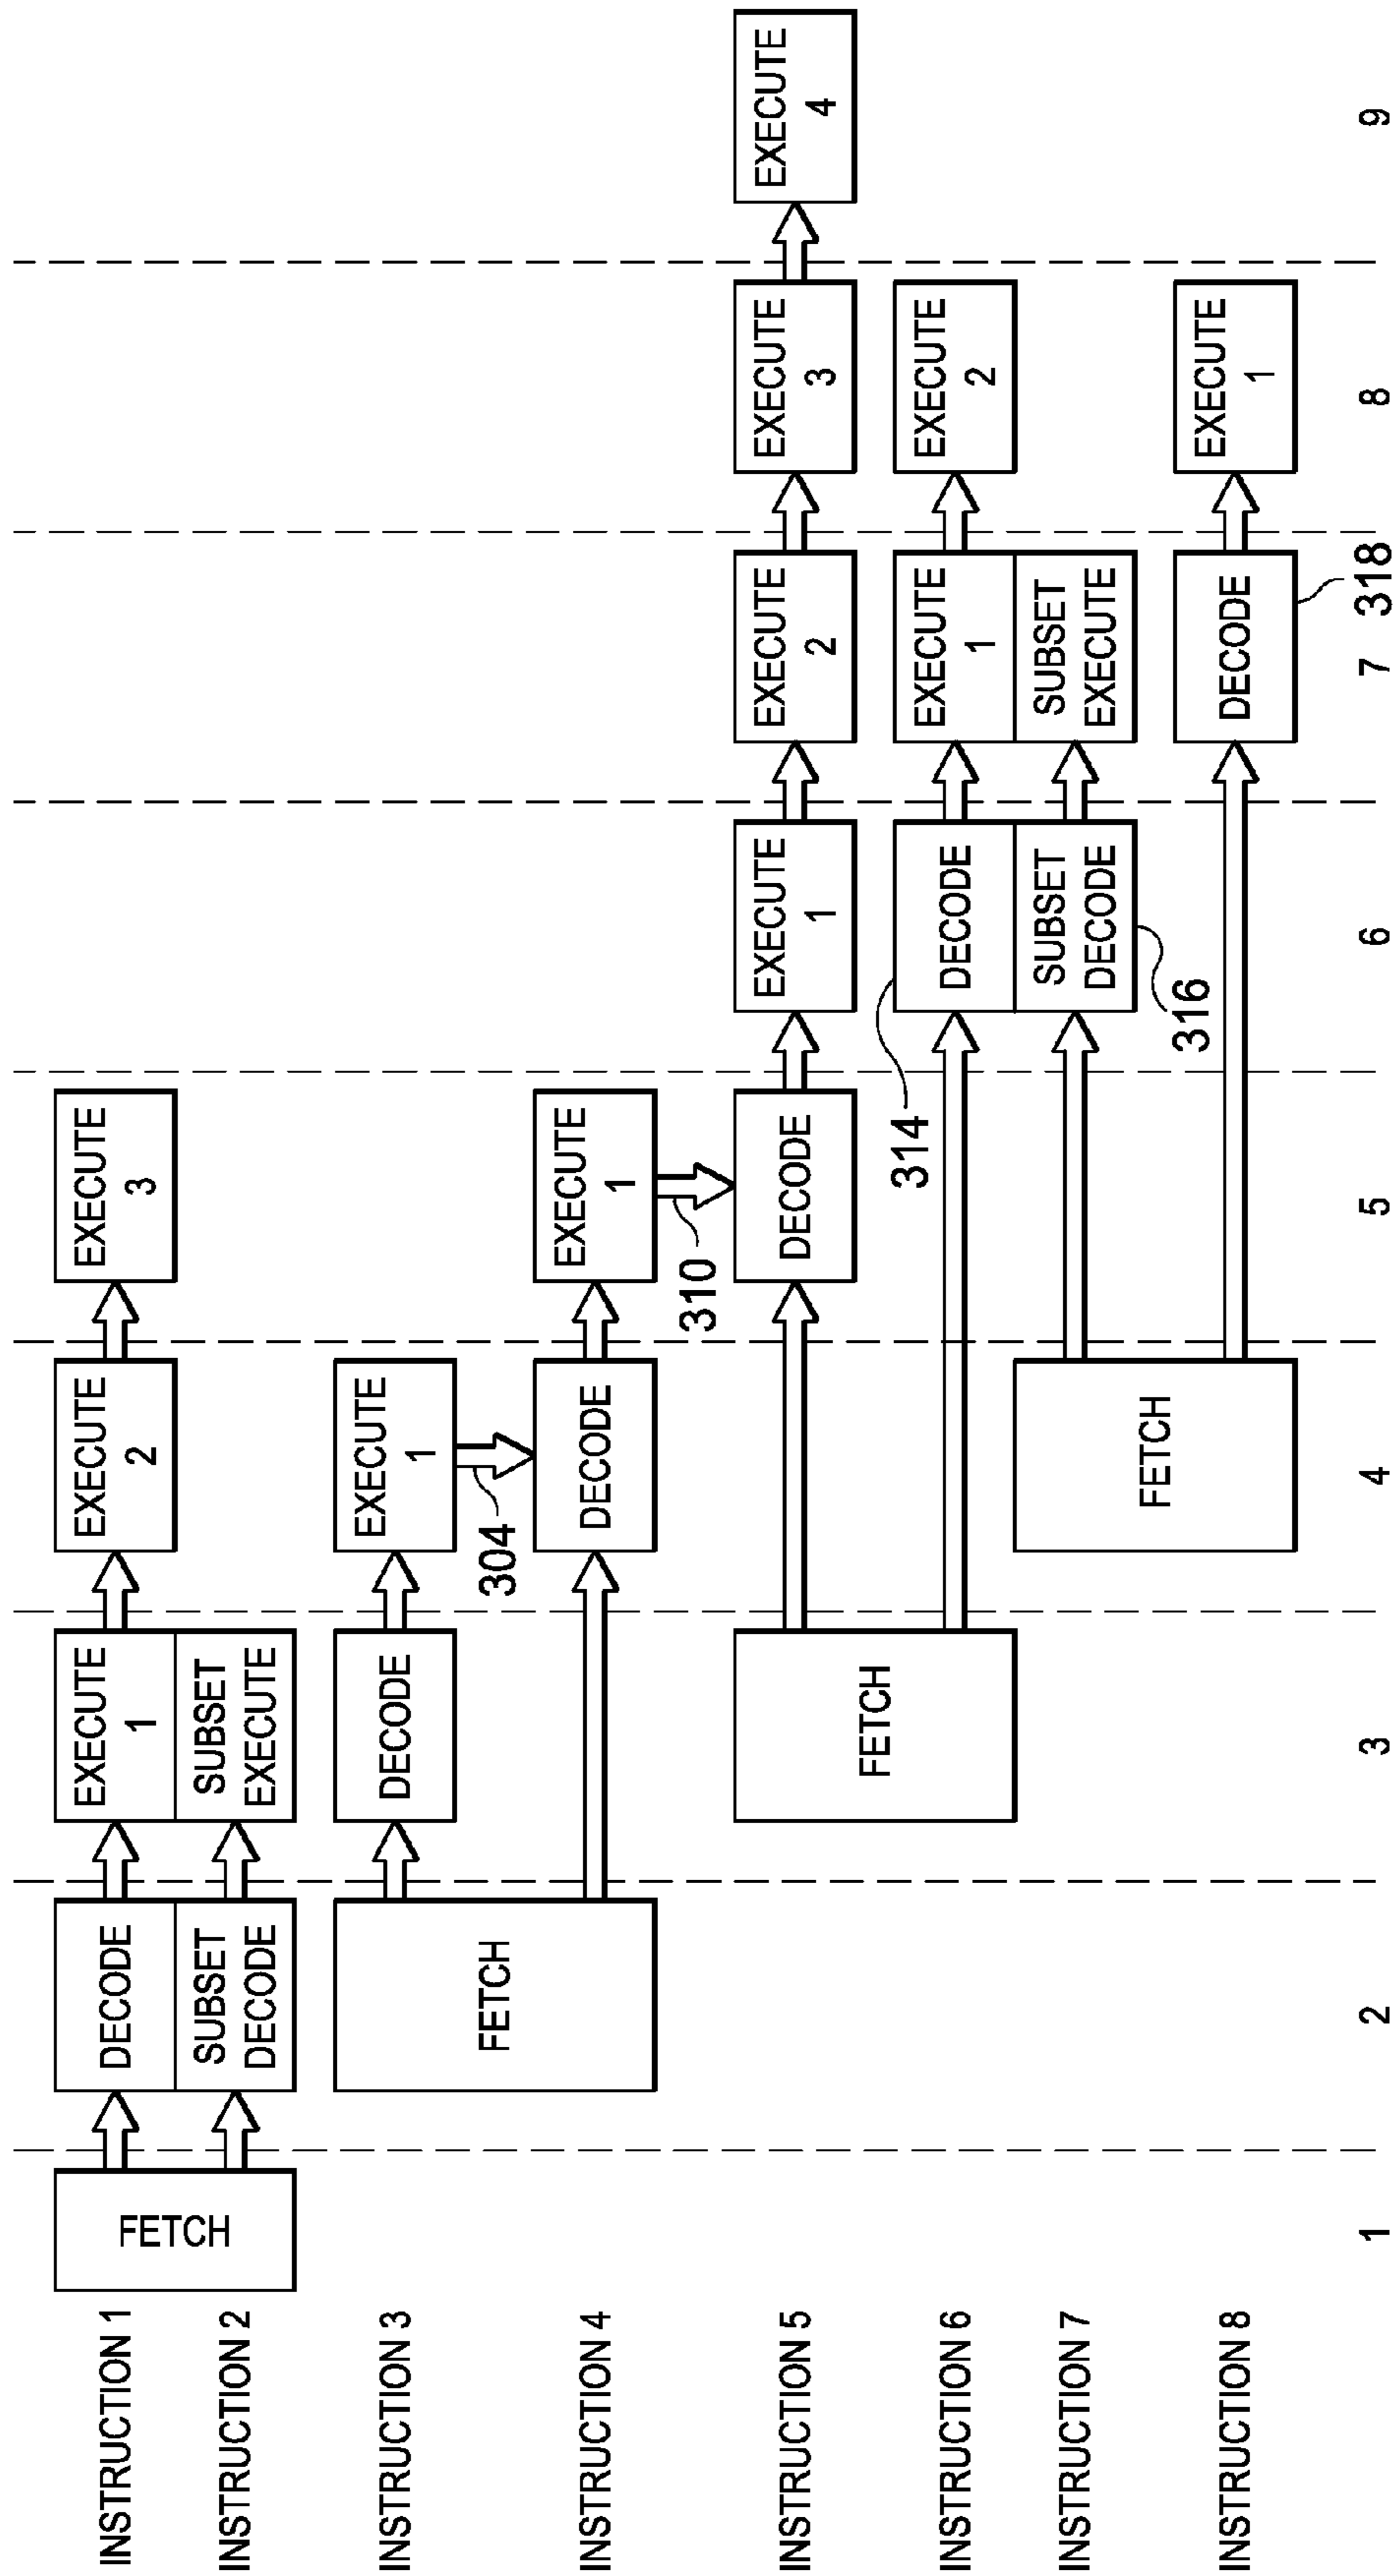 INSTRUCTION 1
FETCH
DECODE
EXECUTE
1
EXECUTE
2
EXECUTE
3
INSTRUCTION 2
SUBSET
DECODE
SUBSET
EXECUTE
INSTRUCTION 3
FETCH
DECODE
EXECUTE
1
304
INSTRUCTION 4
DECODE
EXECUTE
1
310
INSTRUCTION 5
FETCH
DECODE
EXECUTE
1
EXECUTE
2
EXECUTE
3
EXECUTE
4
314
INSTRUCTION 6
DECODE
EXECUTE
1
EXECUTE
2
INSTRUCTION 7
FETCH
SUBSET
DECODE
SUBSET
EXECUTE
316
INSTRUCTION 8
DECODE
EXECUTE
1
318
1 2 3 4 5 6 7 8 9